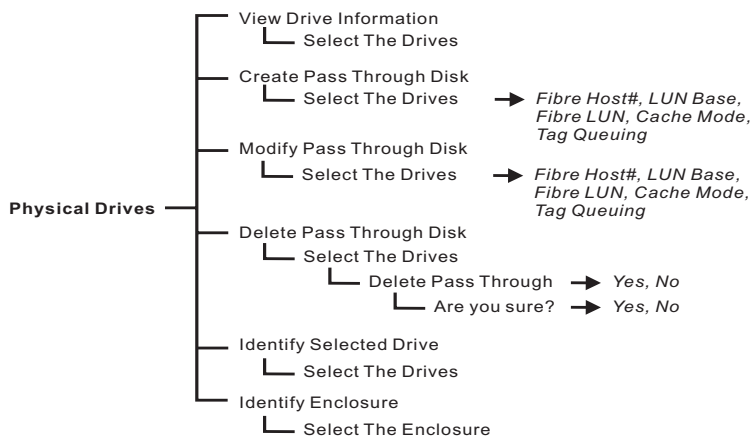 View Drive Information
Select The Drives
Create Pass Through Disk
Select The Drives
Fibre Host#, LUN Base,
Fibre LUN, Cache Mode,
Tag Queuing
Modify Pass Through Disk
Select The Drives
Fibre Host#, LUN Base,
Fibre LUN, Cache Mode,
Tag Queuing
Physical Drives
Delete Pass Through Disk
Select The Drives
Delete Pass Through Yes, No
Are you sure? Yes, No
Identify Selected Drive
Select The Drives
Identify Enclosure
Select The Enclosure